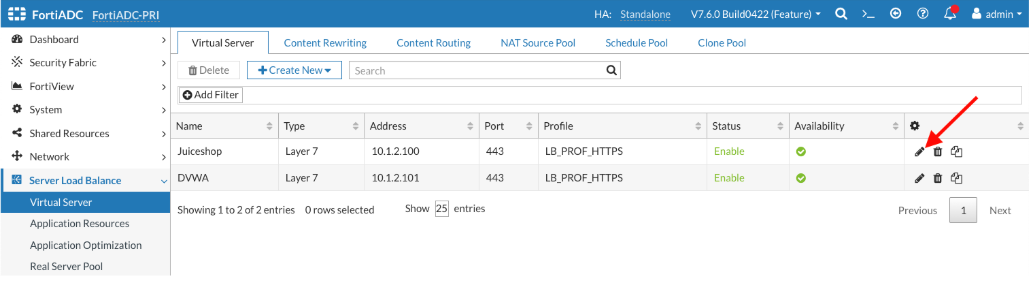 FortiADC FortiADC-PRI HA: Standalone V7.6.0 Build0422 (Feature) >_ admin
Dashboard
Security Fabric
FortiView
System
Shared Resources
Network
Server Load Balance
Virtual Server
Application Resources
Application Optimization
Real Server Pool
Virtual Server Content Rewriting Content Routing NAT Source Pool Schedule Pool Clone Pool
Delete Create New Search
Add Filter
Name Type Address Port Profile Status Availability
Juiceshop Layer 7 10.1.2.100 443 LB_PROF_HTTPS Enable
DVWA Layer 7 10.1.2.101 443 LB_PROF_HTTPS Enable
Showing 1 to 2 of 2 entries 0 rows selected Show 25 entries Previous 1 Next